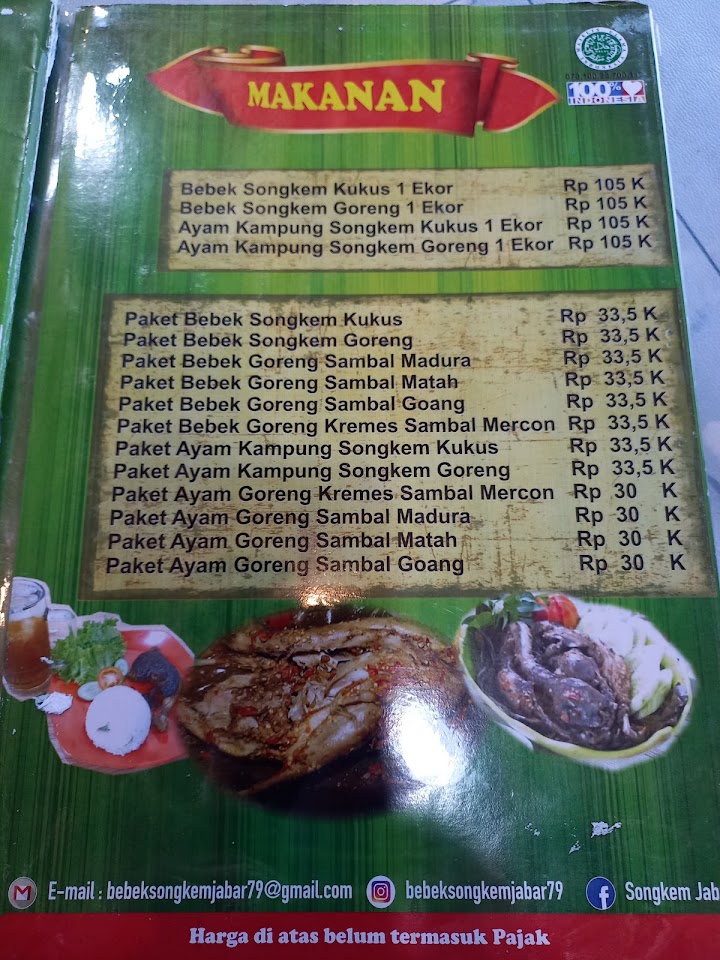 MAKANAN
100%
INDONESIA
Bebek Songkem Kukus 1 Ekor Rp 105 K
Bebek Songkem Goreng 1 Ekor Rp 105 K
Ayam Kampung Songkem Kukus 1 Ekor Rp 105 K
Ayam Kampung Songkem Goreng 1 Ekor Rp 105 K
Paket Bebek Songkem Kukus Rp 33,5 K
Paket Bebek Songkem Goreng Rp 33,5 K
Paket Bebek Goreng Sambal Madura Rp 33,5 K
Paket Bebek Goreng Sambal Matah Rp 33,5 K
Paket Bebek Goreng Sambal Goang Rp 33,5 K
Paket Bebek Goreng Kremes Sambal Mercon Rp 33,5 K
Paket Ayam Kampung Songkem Kukus Rp 33,5 K
Paket Ayam Kampung Songkem Goreng Rp 33,5 K
Paket Ayam Goreng Kremes Sambal Mercon Rp 30 K
Paket Ayam Goreng Sambal Madura Rp 30 K
Paket Ayam Goreng Sambal Matah Rp 30 K
Paket Ayam Goreng Sambal Goang Rp 30 K
E-mail : bebeksongkemjabar79@gmail.com bebeksongkemjabar79 Songkem Jab
Harga di atas belum termasuk Pajak